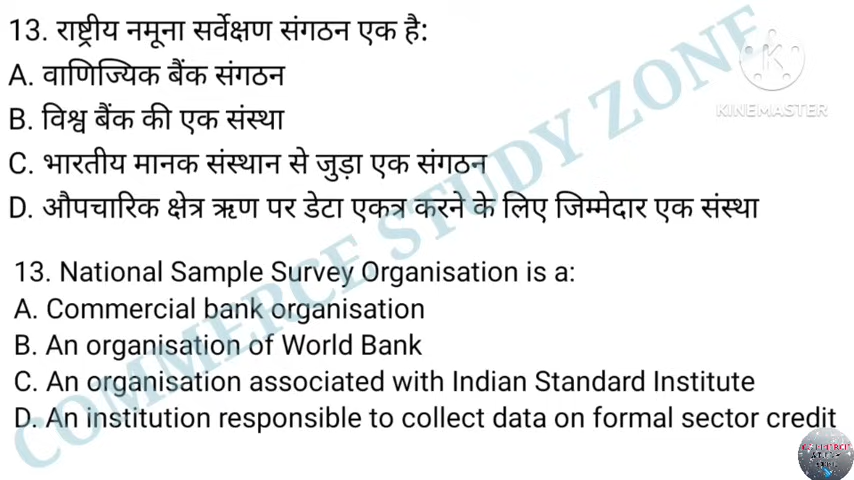 13. राष्ट्रीय नमूना सर्वेक्षण संगठन एक है:
A. वाणिज्यिक बैंक संगठन
B. विश्व बैंक की एक संस्था
C. भारतीय मानक संस्थान से जुड़ा एक संगठन
D. औपचारिक क्षेत्र ऋण पर डेटा एकत्र करने के लिए जिम्मेदार एक संस्था
13. National Sample Survey Organisation is a:
A. Commercial bank organisation
B. An organisation of World Bank
C. An organisation associated with Indian Standard Institute
D. An institution responsible to collect data on formal sector credit
COMMERCE STUDY ZONE
KINEMASTER